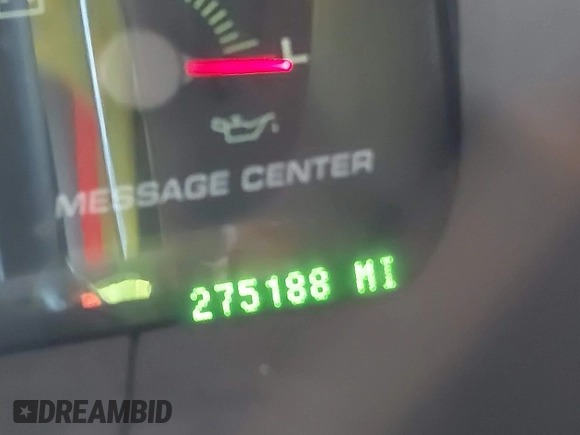 L
MESSAGE CENTER
275188 MI
DREAMBID